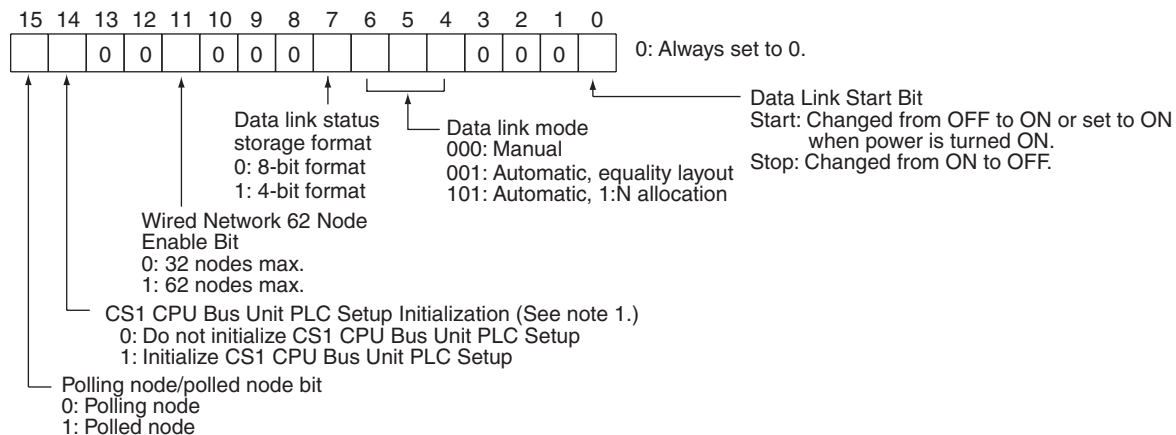 15 14 13 12 11 10 9 8 7 6 5 4 3 2 1 0
0 0 0 0 0 0 0 0
0: Always set to 0.
Data Link Start Bit
Start: Changed from OFF to ON or set to ON
when power is turned ON.
Stop: Changed from ON to OFF.
Data link mode
000: Manual
001: Automatic, equality layout
101: Automatic, 1:N allocation
Data link status
storage format
0: 8-bit format
1: 4-bit format
Wired Network 62 Node
Enable Bit
0: 32 nodes max.
1: 62 nodes max.
CS1 CPU Bus Unit PLC Setup Initialization (See note 1.)
0: Do not initialize CS1 CPU Bus Unit PLC Setup
1: Initialize CS1 CPU Bus Unit PLC Setup
Polling node/polled node bit
0: Polling node
1: Polled node